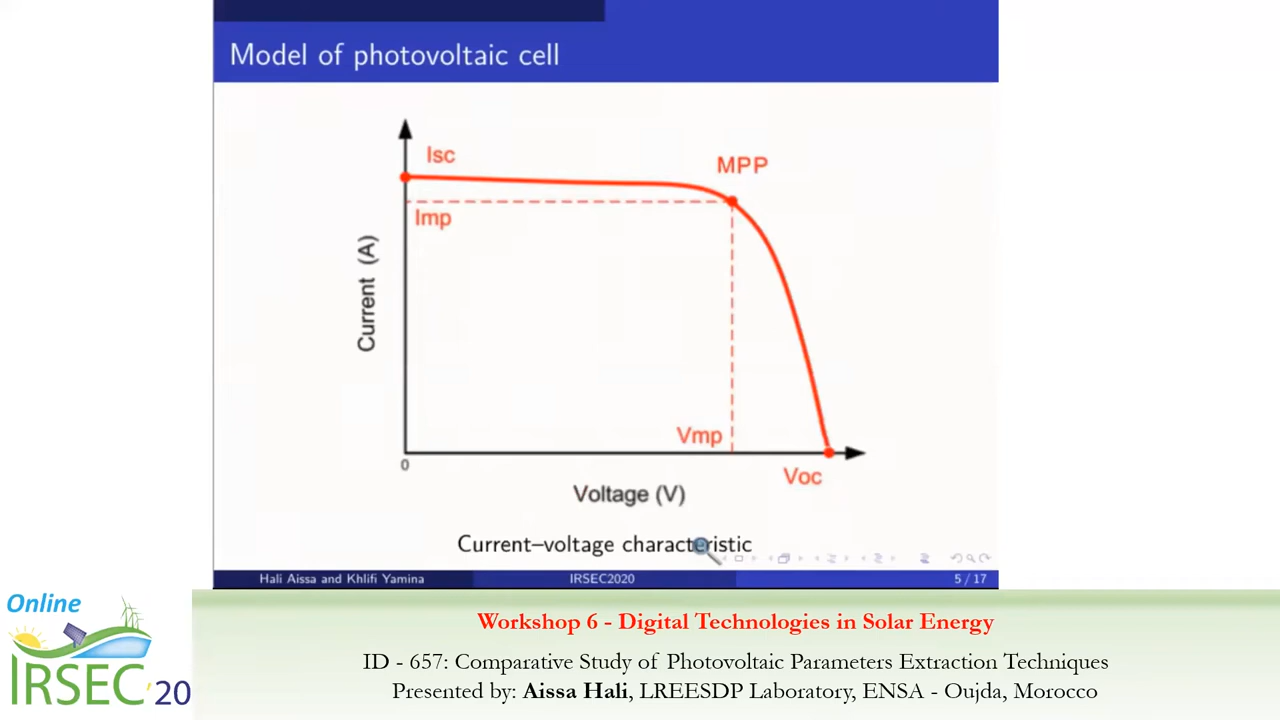 Model of photovoltaic cell
Isc
MPP
Imp
Current (A)
Vmp
0
Voc
Voltage (V)
Current–voltage characteristic
Hali Aissa and Khlifi Yamina
IRSEC2020
5 / 17
Online
IRSEC'20
Workshop 6 - Digital Technologies in Solar Energy
ID - 657: Comparative Study of Photovoltaic Parameters Extraction Techniques
Presented by: Aissa Hali, LREESDP Laboratory, ENSA - Oujda, Morocco